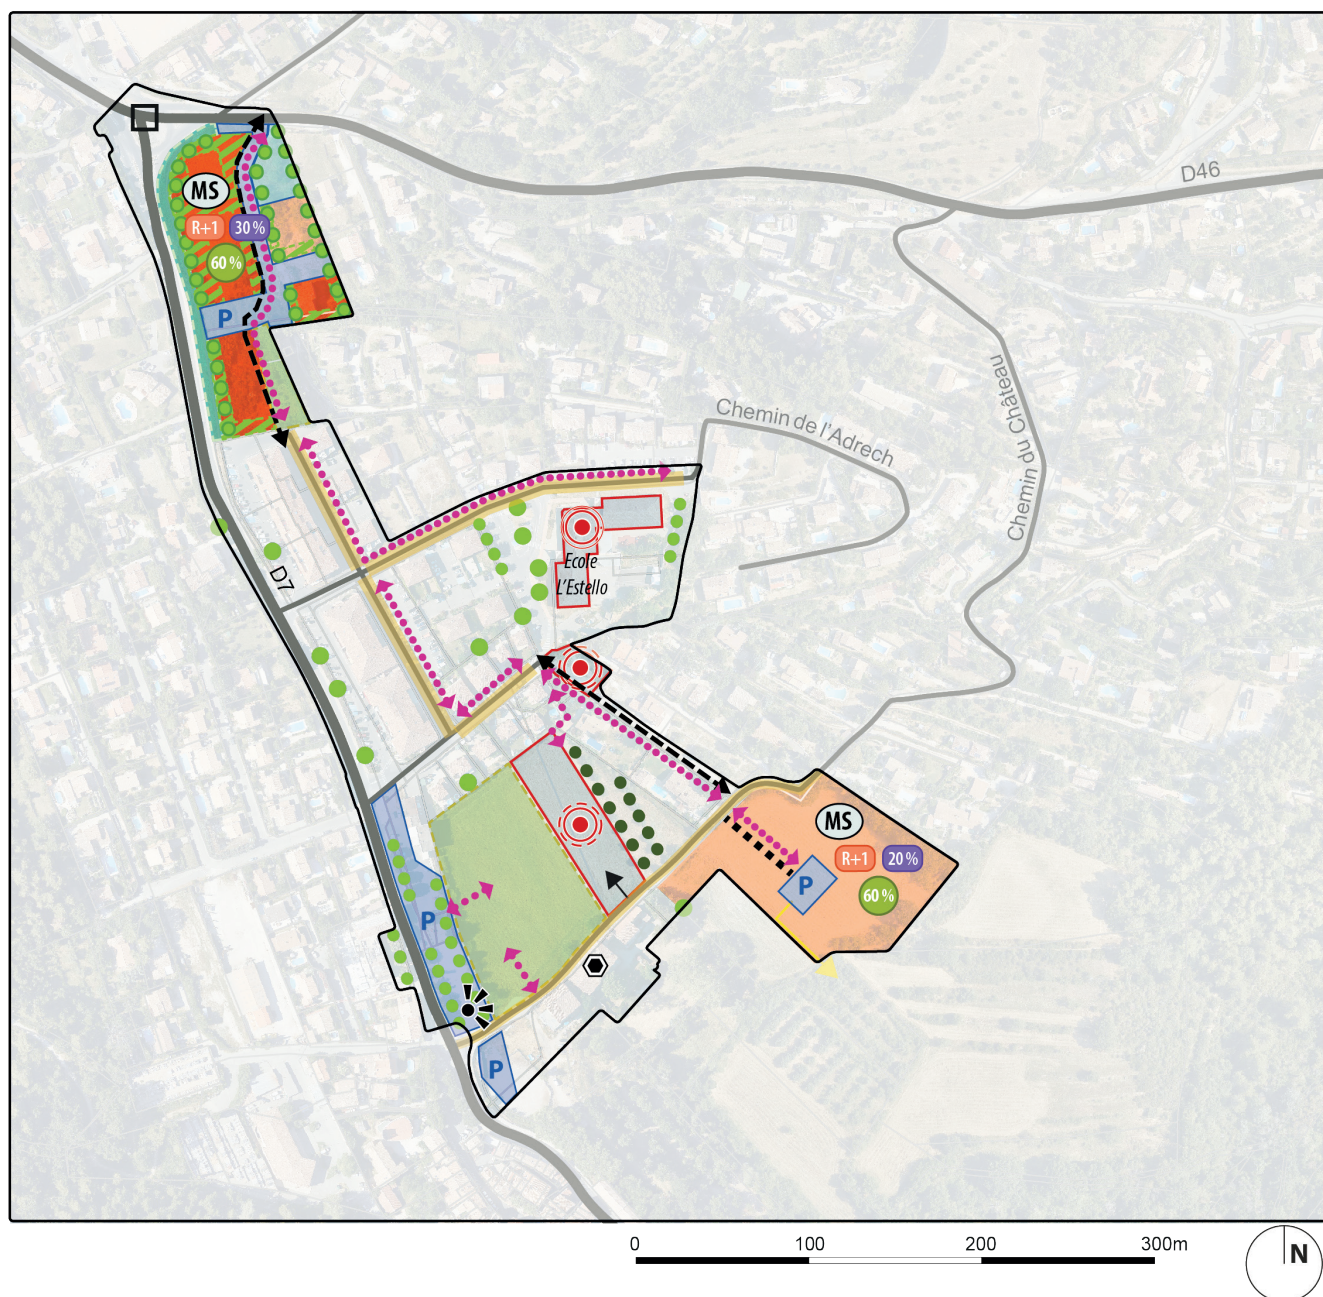 D46
MS
R+1 30 %
60 %
P
Chemin du Château
Chemin de l'Adrech
Ecole
L'Estello
D7
MS
R+1 20 %
P
60 %
P
P
0 100 200 300m
N